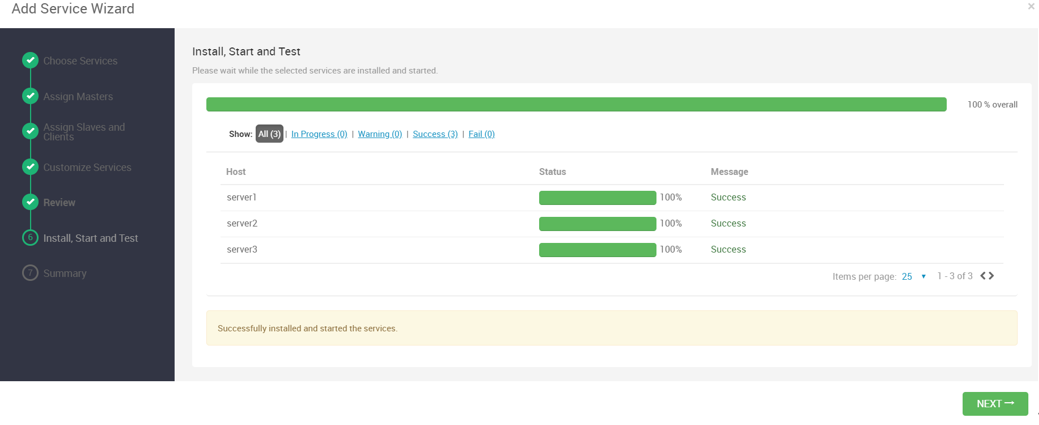 Add Service Wizard
×
Choose Services
Assign Masters
Assign Slaves and
Clients
Customize Services
Review
6 Install, Start and Test
7 Summary
Install, Start and Test
Please wait while the selected services are installed and started.
100 % overall
Show: All (3) | In Progress (0) | Warning (0) | Success (3) | Fail (0)
Host Status Message
server1 100% Success
server2 100% Success
server3 100% Success
Items per page: 25 1 - 3 of 3
Successfully installed and started the services.
NEXT →